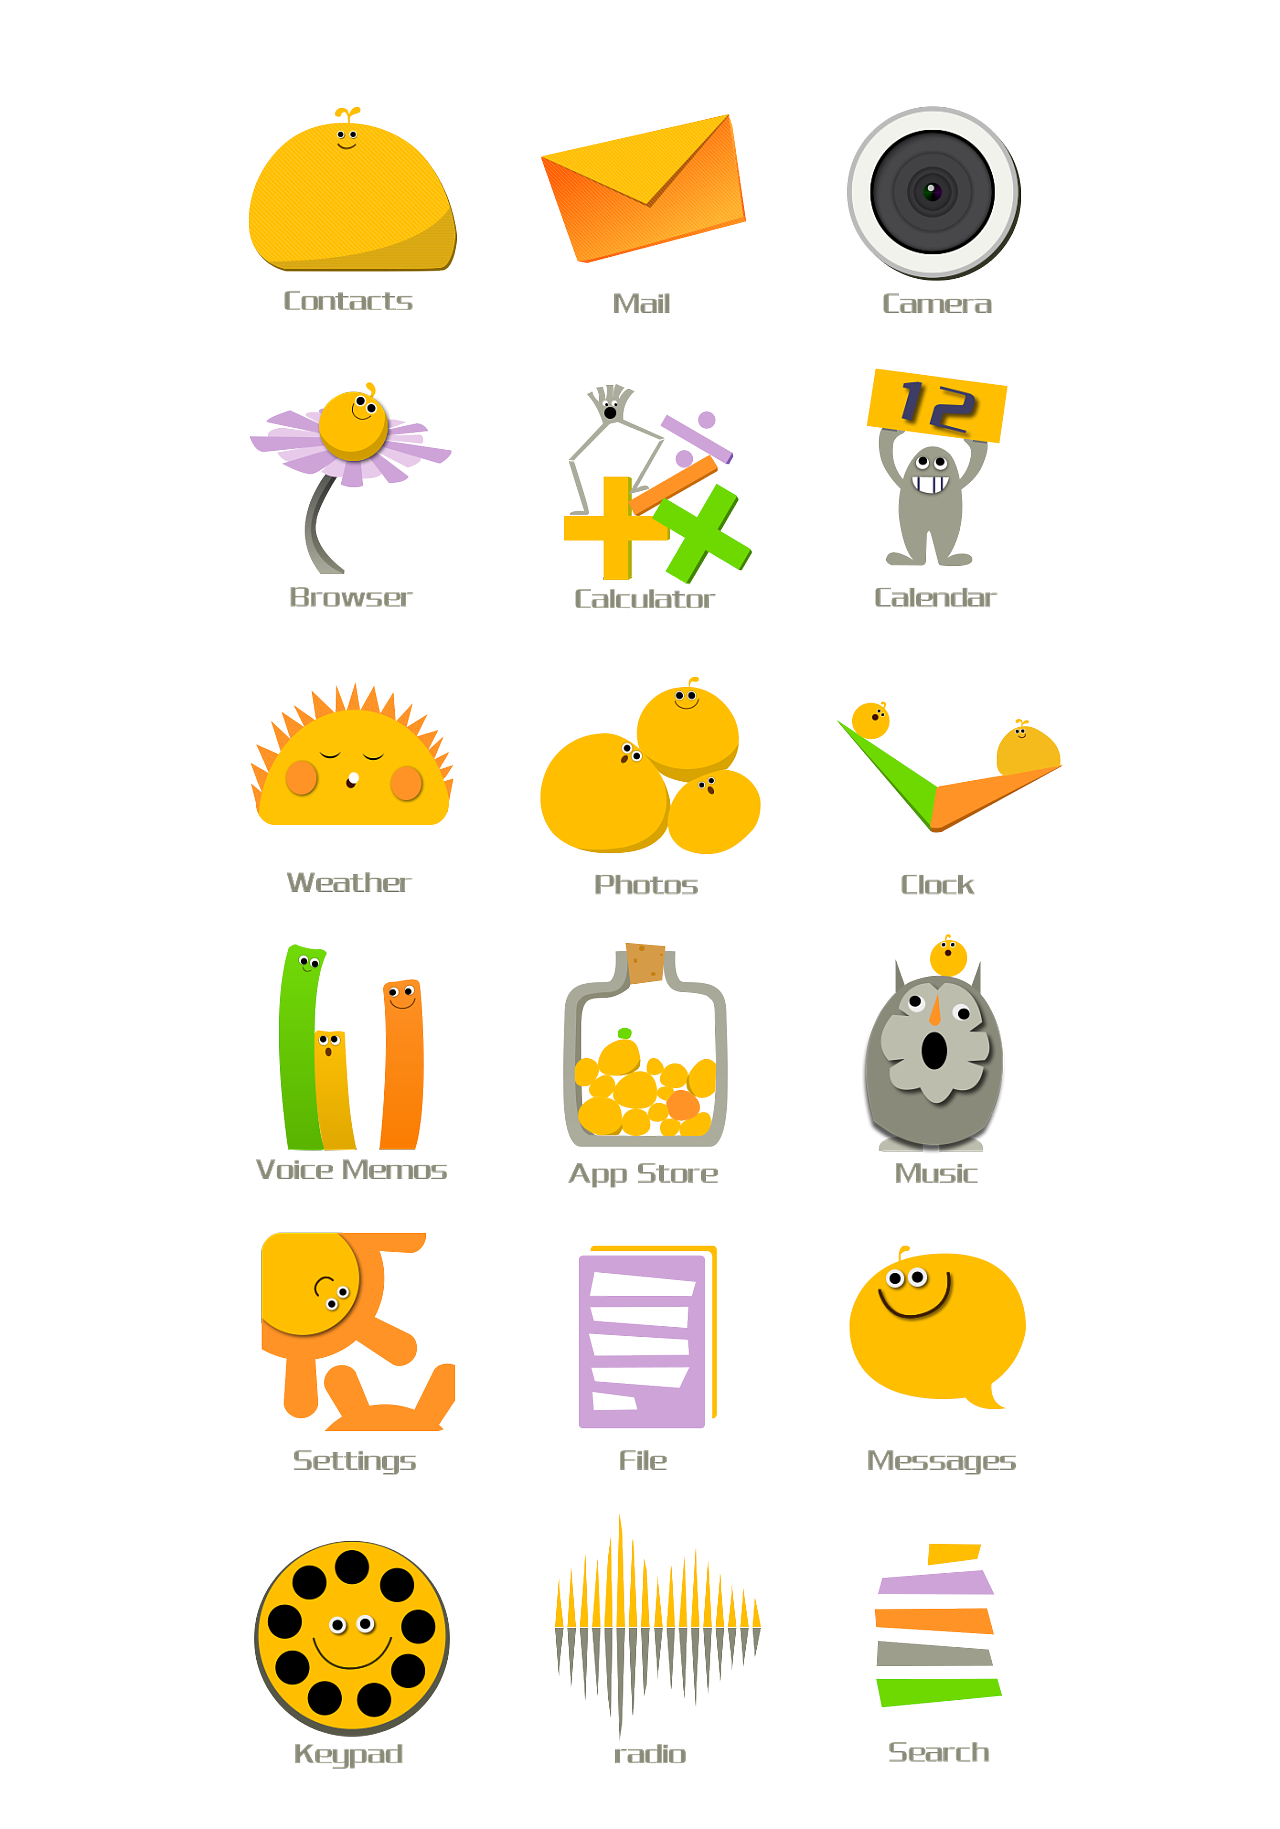 Contacts
Mail
Camera
Browser
Calculator
12
Calendar
Weather
Photos
Clock
Voice Memos
App Store
Music
Settings
File
Messages
Keypad
radio
Search